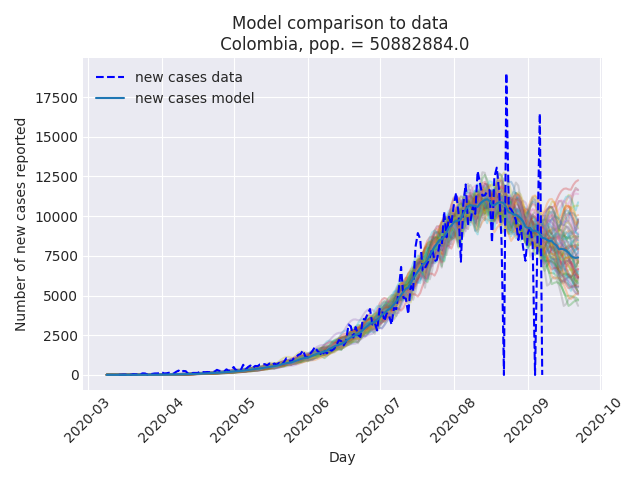 Model comparison to data
Colombia, pop. = 50882884.0
new cases data
new cases model
Number of new cases reported
17500
15000
12500
10000
7500
5000
2500
0
2020-03
2020-04
2020-05
2020-06
2020-07
2020-08
2020-09
2020-10
Day